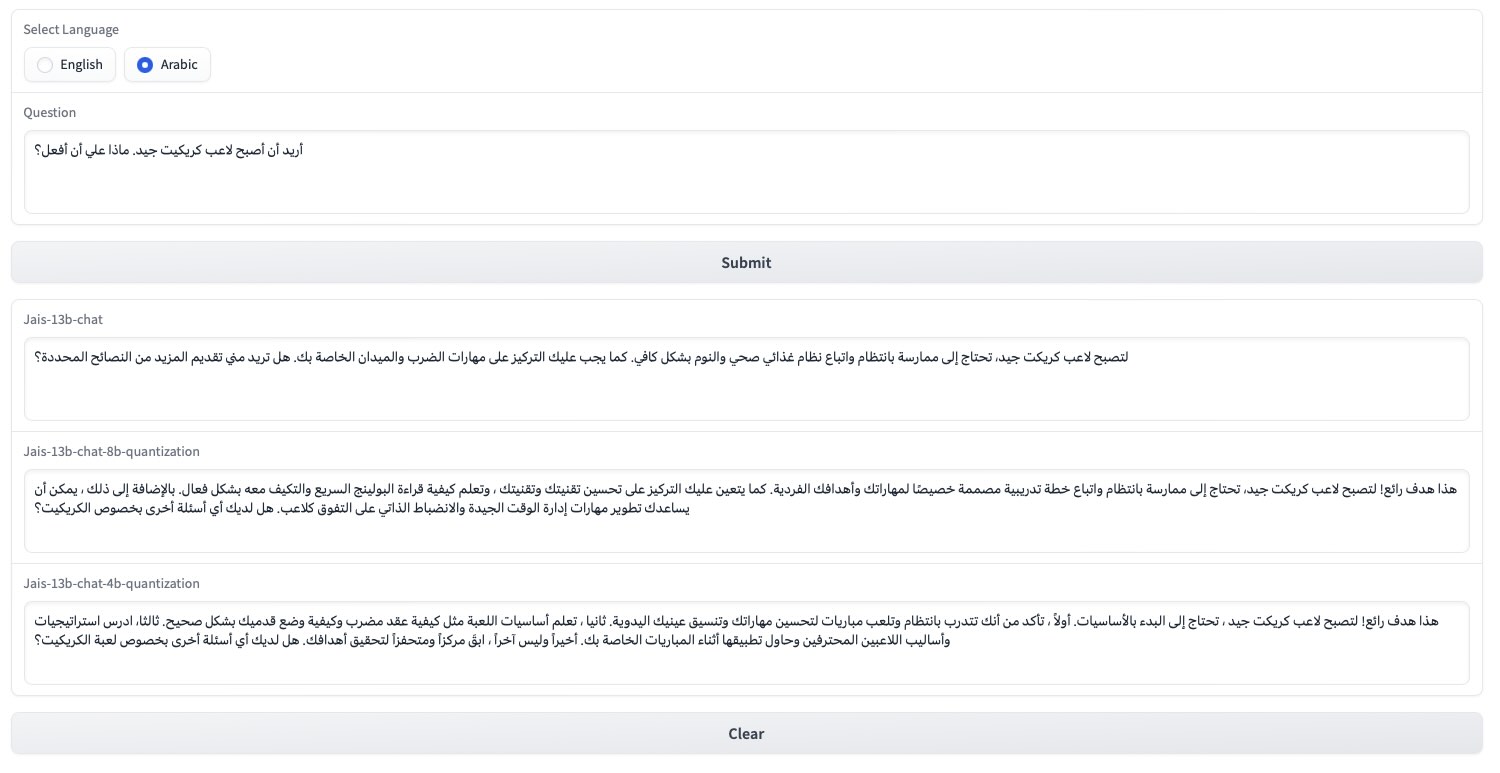 Select Language
English
Arabic
Question
أريد أن أصبح لاعب كريكيت جيد. ماذا علي أن أفعل؟
Submit
Jais-13b-chat
لتصبح لاعب كريكت جيد، تحتاج إلى ممارسة بانتظام واتباع نظام غذائي صحي والنوم بشكل كافي. كما يجب عليك التركيز على مهارات الضرب والميدان الخاصة بك. هل تريد مني تقديم المزيد من النصائح المحددة؟
Jais-13b-chat-8b-quantization
هذا هدف رائع! لتصبح لاعب كريكت جيد، تحتاج إلى ممارسة بانتظام واتباع خطة تدريبية مصممة خصيصًا لمهاراتك وأهدافك الفردية. كما يتعين عليك التركيز على تحسين تقنيتك وتقنيتك ، وتعلم كيفية قراءة البولينج السريع والتكيف معه بشكل فعال. بالإضافة إلى ذلك ، يمكن أن
يساعدك تطوير مهارات إدارة الوقت الجيدة والانضباط الذاتي على التفوق كلاعب. هل لديك أي أسئلة أخرى بخصوص الكريكيت؟
Jais-13b-chat-4b-quantization
هذا هدف رائع! لتصبح لاعب كريكت جيد ، تحتاج إلى البدء بالأساسيات. أولاً ، تأكد من أنك تتدرب بانتظام وتلعب مباريات لتحسين مهاراتك وتنسيق عينيك اليدوية. ثانيا ، تعلم أساسيات اللعبة مثل كيفية عقد مضرب وكيفية وضع قدميك بشكل صحيح. ثالثا، ادرس استراتيجيات
وأساليب اللاعبين المحترفين وحاول تطبيقها أثناء المباريات الخاصة بك. أخيراً وليس آخراً ، ابقَ مركزاً ومتحفزاً لتحقيق أهدافك. هل لديك أي أسئلة أخرى بخصوص لعبة الكريكيت؟
Clear